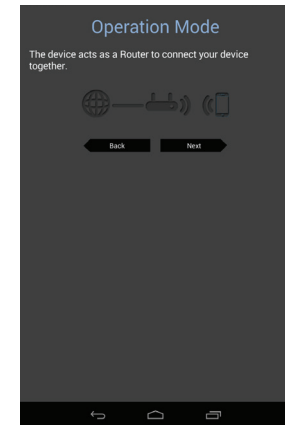 Operation Mode
The device acts as a Router to connect your device
together.
Back
Next